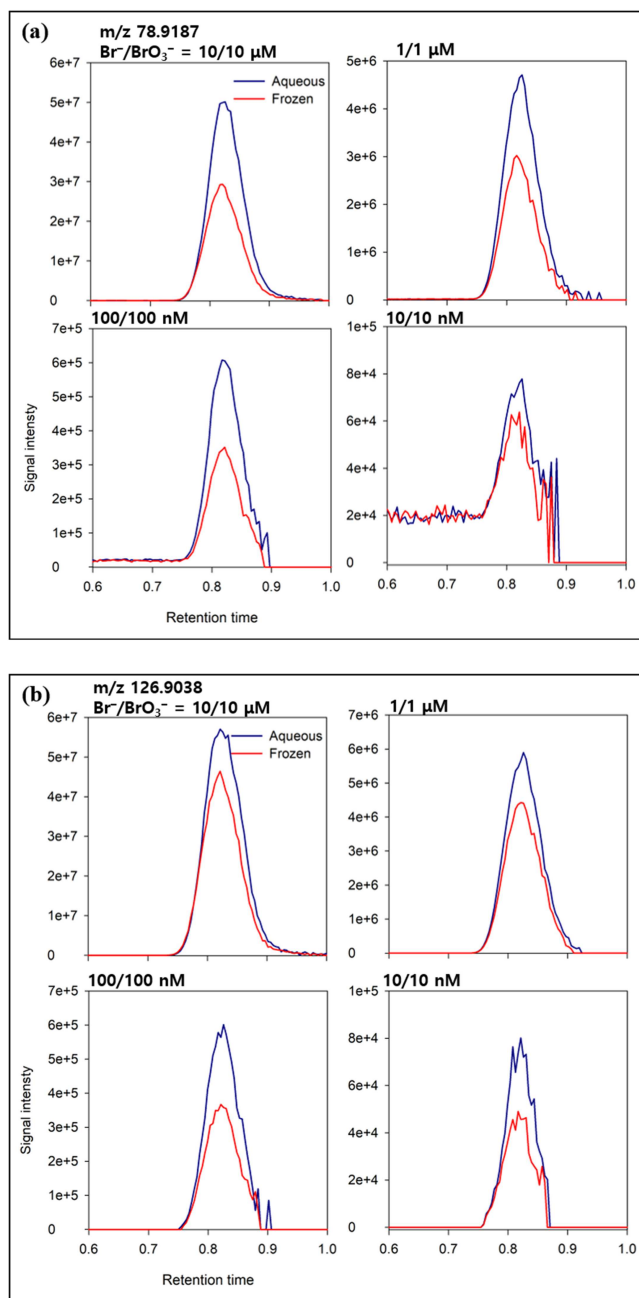 (a)
m/z 78.9187
Br⁻/BrO₃⁻ = 10/10 μM
1/1 μM
6e+7
5e+7
4e+7
3e+7
2e+7
1e+7
0
Aqueous
Frozen
5e+6
4e+6
3e+6
2e+6
1e+6
0
100/100 nM
10/10 nM
7e+5
6e+5
5e+5
4e+5
3e+5
2e+5
1e+5
0
1e+5
8e+4
6e+4
4e+4
2e+4
0
Signal intensty
0.6 0.7 0.8 0.9 1.0
0.6 0.7 0.8 0.9 1.0
Retention time
(b)
m/z 126.9038
Br⁻/BrO₃⁻ = 10/10 μM
1/1 μM
6e+7
5e+7
4e+7
3e+7
2e+7
1e+7
0
Aqueous
Frozen
7e+6
6e+6
5e+6
4e+6
3e+6
2e+6
1e+6
0
100/100 nM
10/10 nM
7e+5
6e+5
5e+5
4e+5
3e+5
2e+5
1e+5
0
1e+5
8e+4
6e+4
4e+4
2e+4
0
Signal intensty
0.6 0.7 0.8 0.9 1.0
0.6 0.7 0.8 0.9 1.0
Retention time